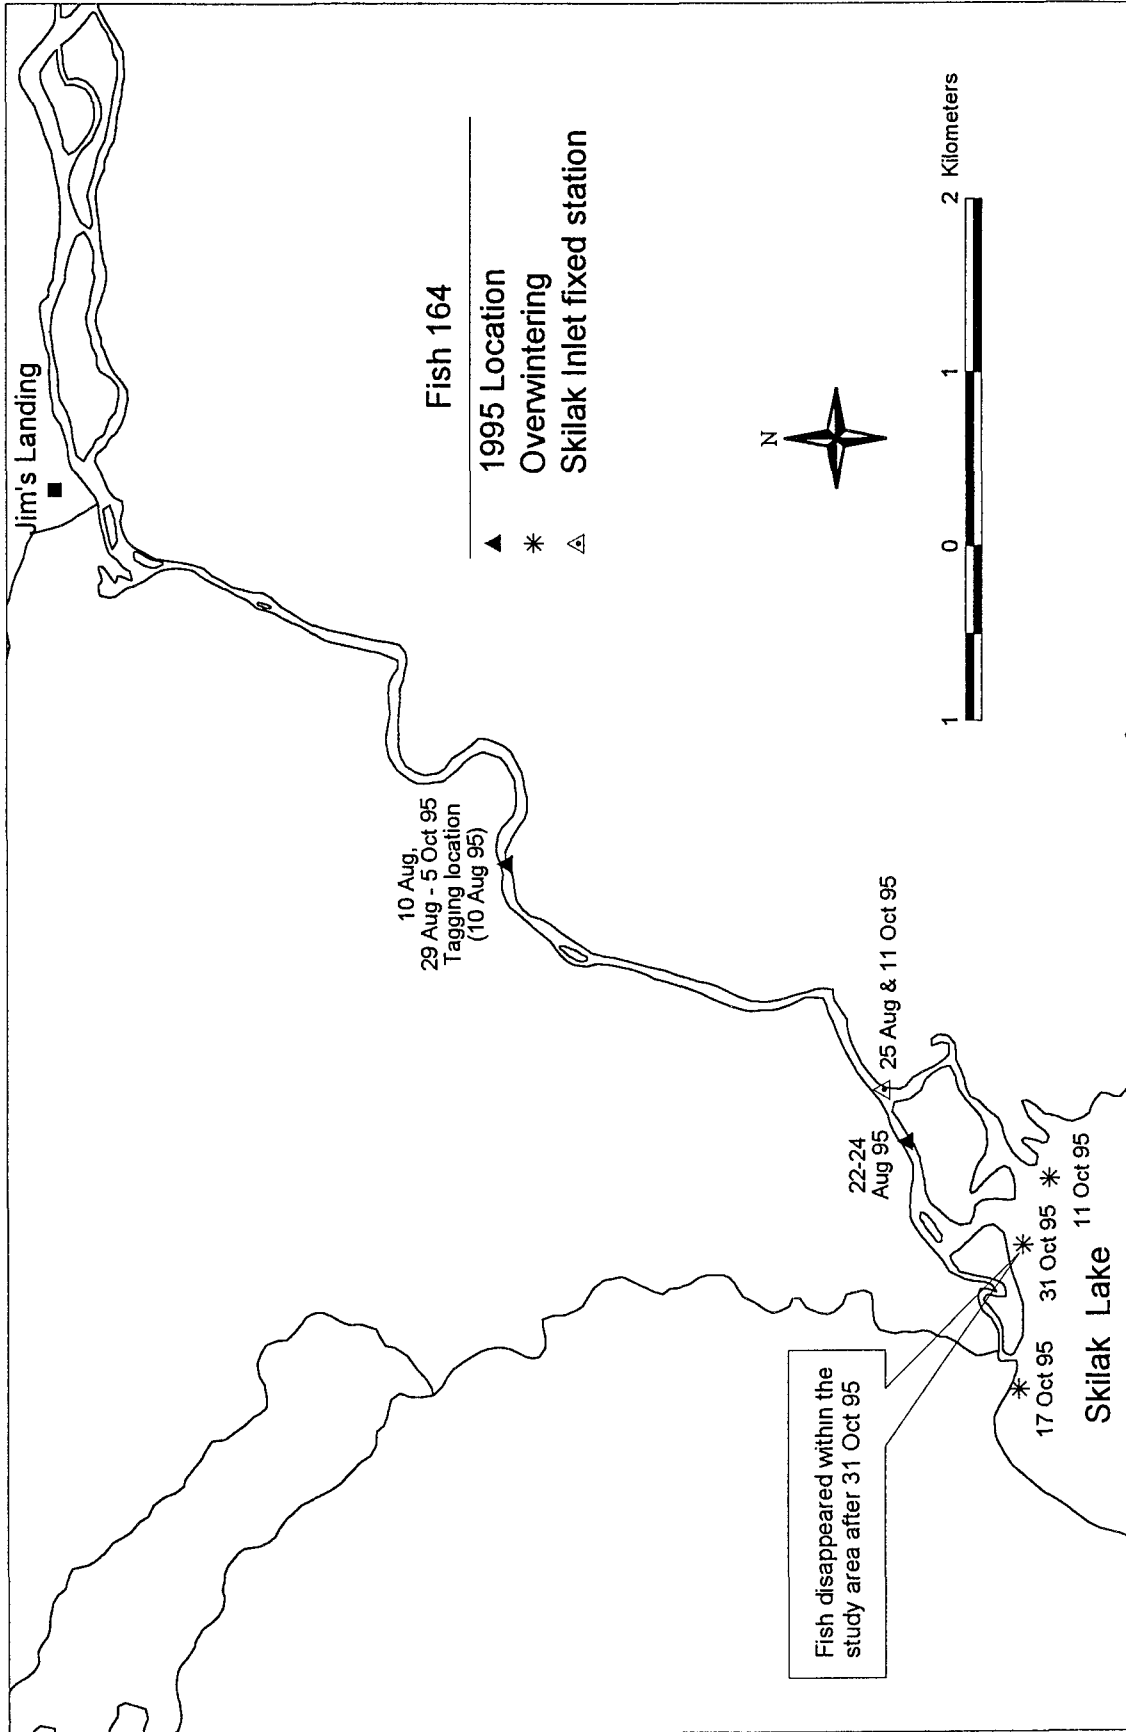 Jim's Landing
Fish 164
1995 Location
Overwintering
Skilak Inlet fixed station
N
1 0 1 2 Kilometers
10 Aug,
29 Aug - 5 Oct 95
Tagging location
(10 Aug 95)
25 Aug & 11 Oct 95
22-24
Aug 95
11 Oct 95
31 Oct 95
17 Oct 95
Skilak Lake
Fish disappeared within the
study area after 31 Oct 95